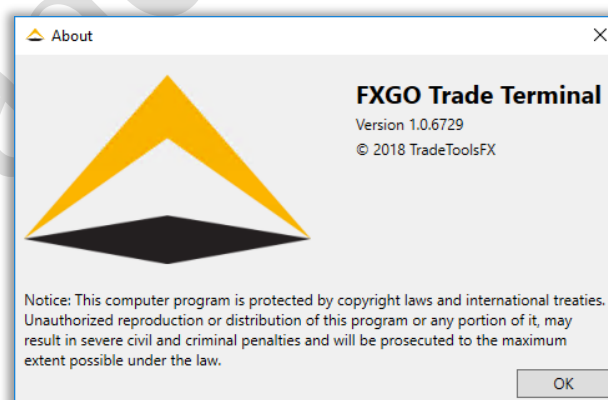 About
FXGO Trade Terminal
Version 1.0.6729
© 2018 TradeToolsFX
Notice: This computer program is protected by copyright laws and international treaties.
Unauthorized reproduction or distribution of this program or any portion of it, may
result in severe civil and criminal penalties and will be prosecuted to the maximum
extent possible under the law.
OK